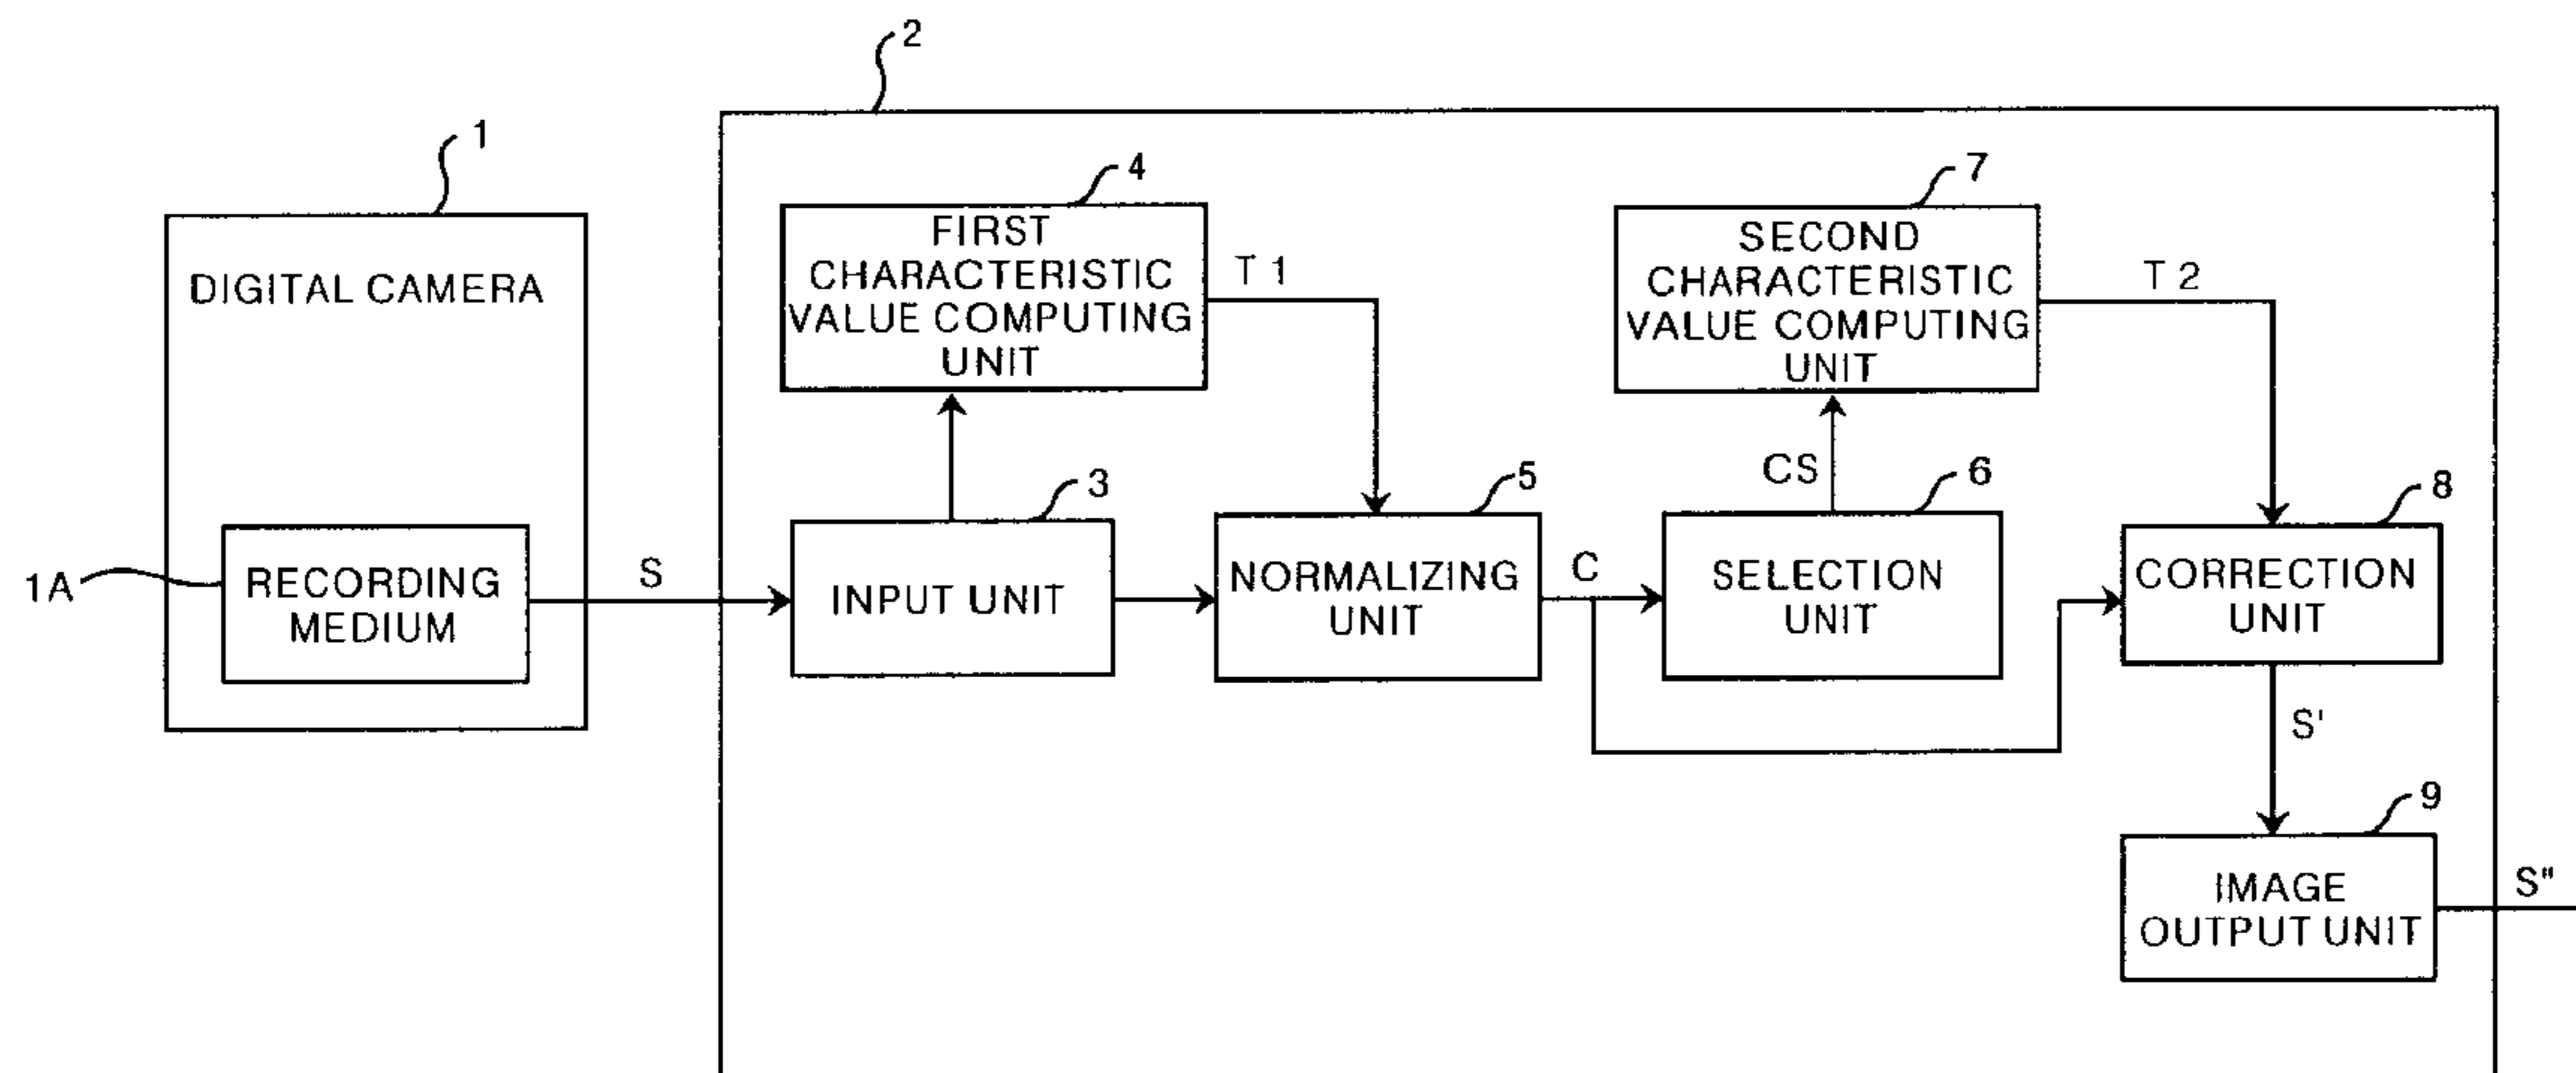 2
1
DIGITAL CAMERA
1A
RECORDING
MEDIUM
S
4
FIRST
CHARACTERISTIC
VALUE COMPUTING
UNIT
T 1
3
INPUT UNIT
5
NORMALIZING
UNIT
C
7
SECOND
CHARACTERISTIC
VALUE COMPUTING
UNIT
T 2
CS
6
SELECTION
UNIT
8
CORRECTION
UNIT
S'
9
IMAGE
OUTPUT UNIT
S"